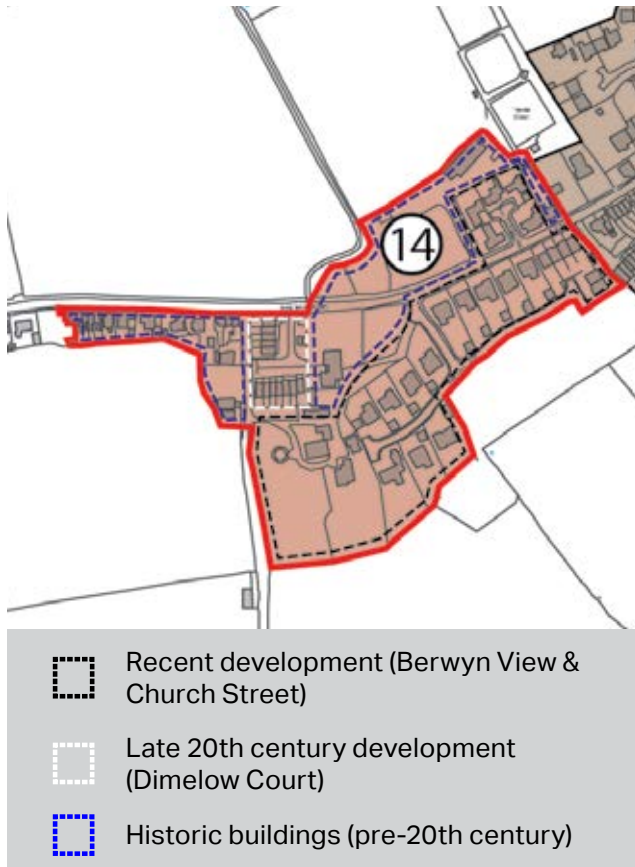 14
Recent development (Berwyn View &
Church Street)
Late 20th century development
(Dimelow Court)
Historic buildings (pre-20th century)